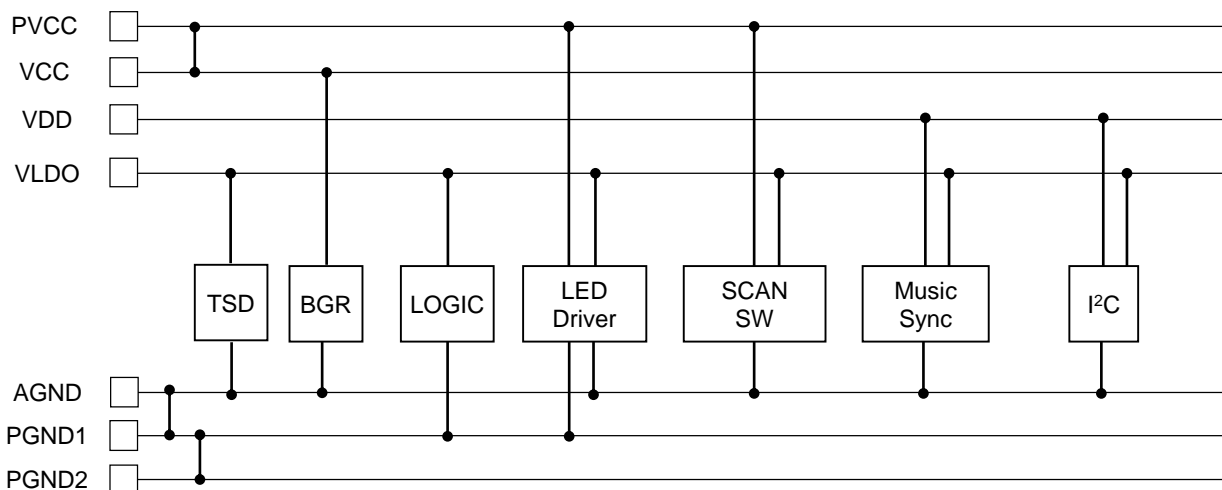 PVCC
VCC
VDD
VLDO
TSD
BGR
LOGIC
LED
Driver
SCAN
SW
Music
Sync
I²C
AGND
PGND1
PGND2